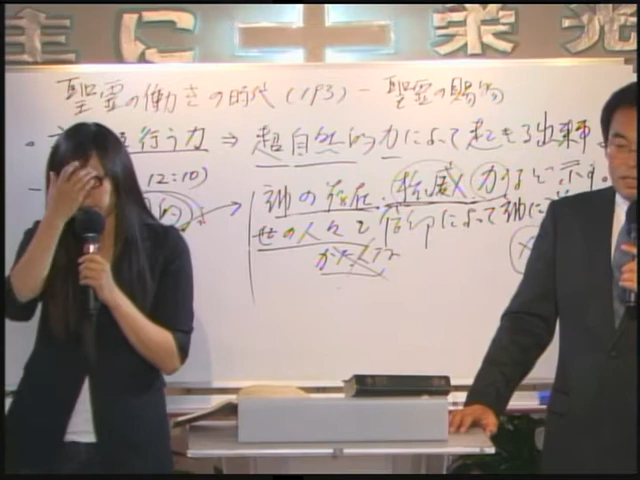 主に 栄光
聖霊の働きの時代(193) - 聖霊の賜物
行う力 ⇒ 超自然的力によって起きる出来事
12:10)
神の存在、権威、力などを示す。
世の人々を信仰によって神に